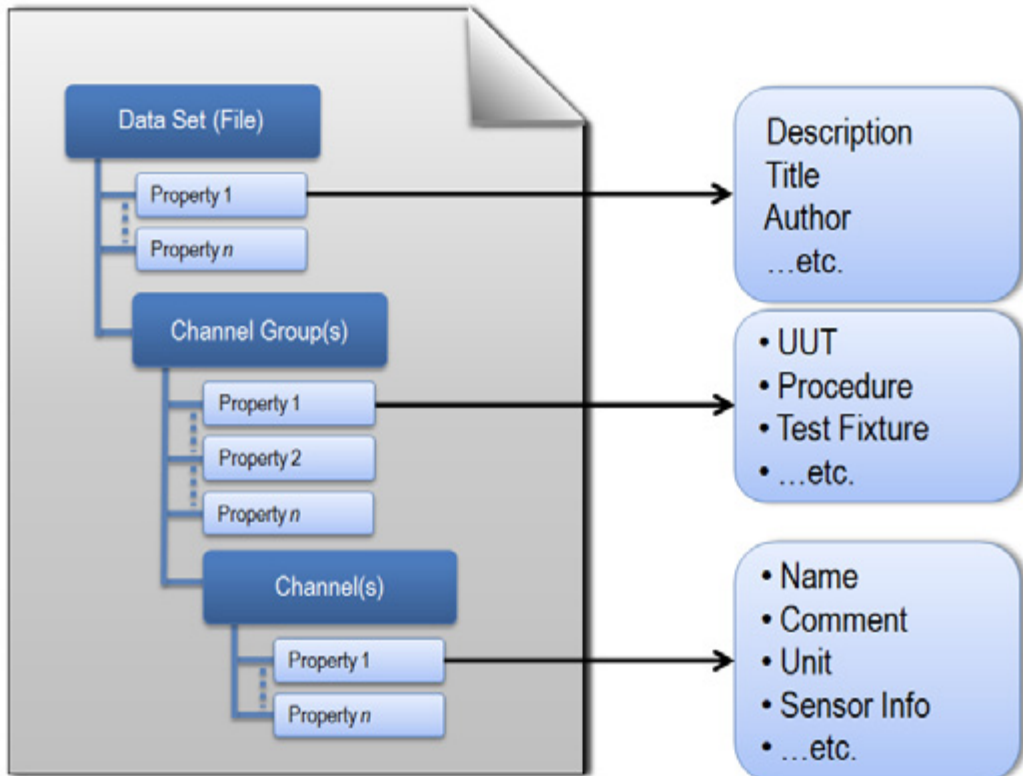 Data Set (File)
Property 1
Property n
Channel Group(s)
Property 1
Property 2
Property n
Channel(s)
Property 1
Property n
Description
Title
Author
...etc.
• UUT
• Procedure
• Test Fixture
• ...etc.
• Name
• Comment
• Unit
• Sensor Info
• ...etc.